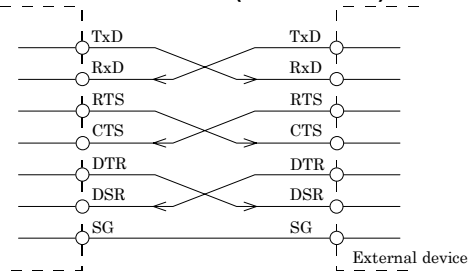 TxD TxD
RxD RxD
RTS RTS
CTS CTS
DTR DTR
DSR DSR
SG SG
External device